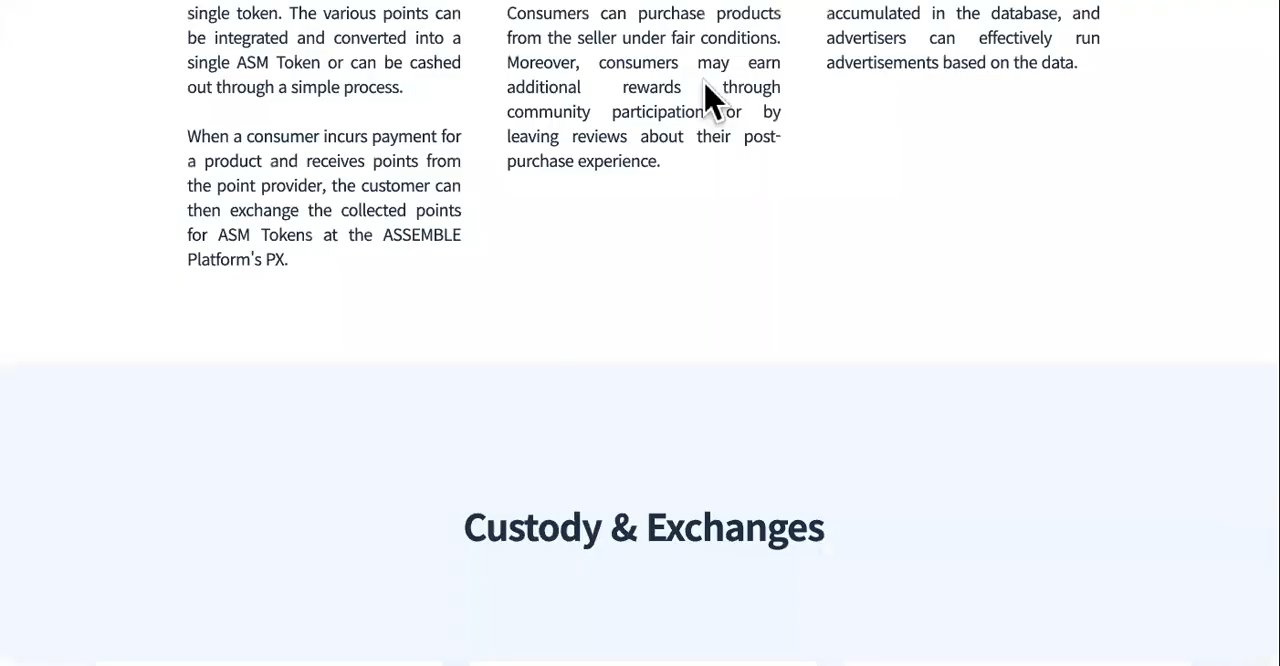 single token. The various points can
be integrated and converted into a
single ASM Token or can be cashed
out through a simple process.
When a consumer incurs payment for
a product and receives points from
the point provider, the customer can
then exchange the collected points
for ASM Tokens at the ASSEMBLE
Platform's PX.
Consumers can purchase products
from the seller under fair conditions.
Moreover, consumers may earn
additional rewards through
community participation or by
leaving reviews about their post-
purchase experience.
accumulated in the database, and
advertisers can effectively run
advertisements based on the data.
Custody & Exchanges